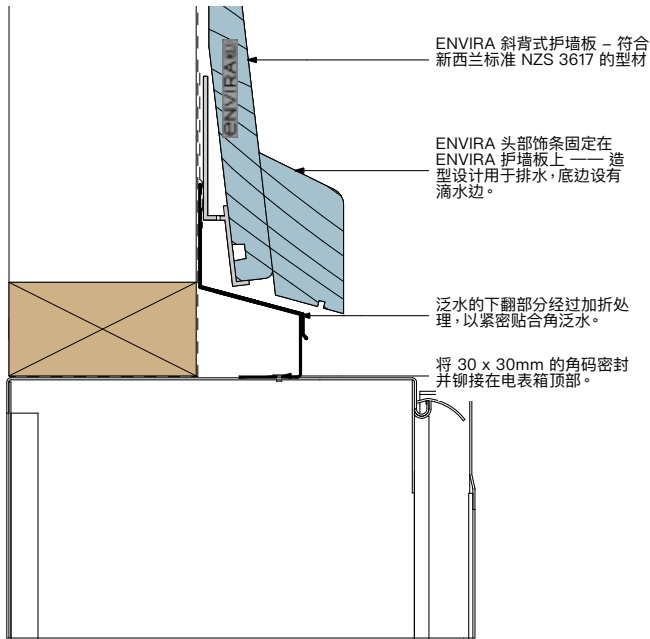 ENVIRA
ENVIRA 斜背式护墙板 – 符合
新西兰标准 NZS 3617 的型材
ENVIRA 头部饰条固定在
ENVIRA 护墙板上 —— 造
型设计用于排水，底边设有
滴水边。
泛水的下翻部分经过加折处
理，以紧密贴合角泛水。
将 30 x 30mm 的角码密封
并铆接在电表箱顶部。